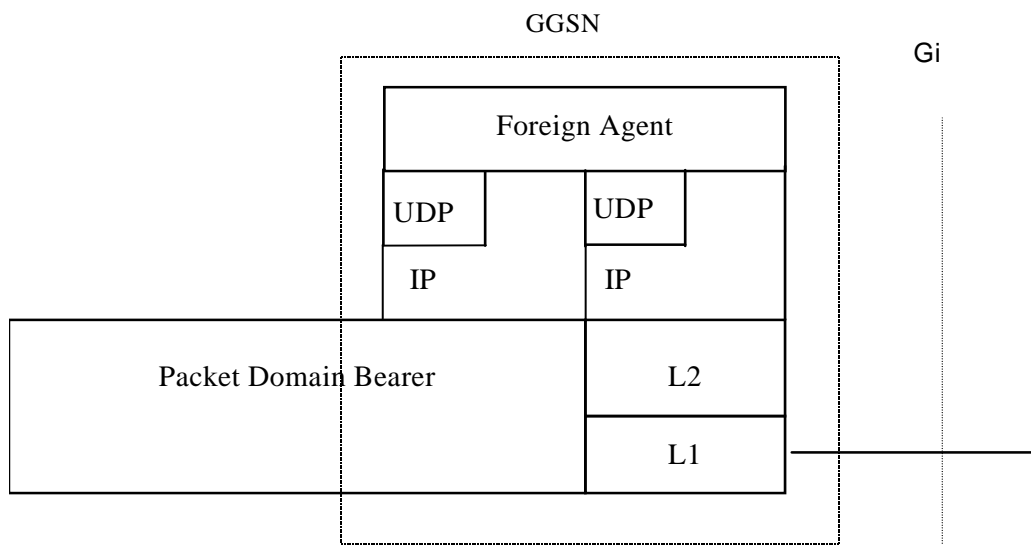 GGSN
Gi
Foreign Agent
UDP
UDP
IP
IP
Packet Domain Bearer
L2
L1